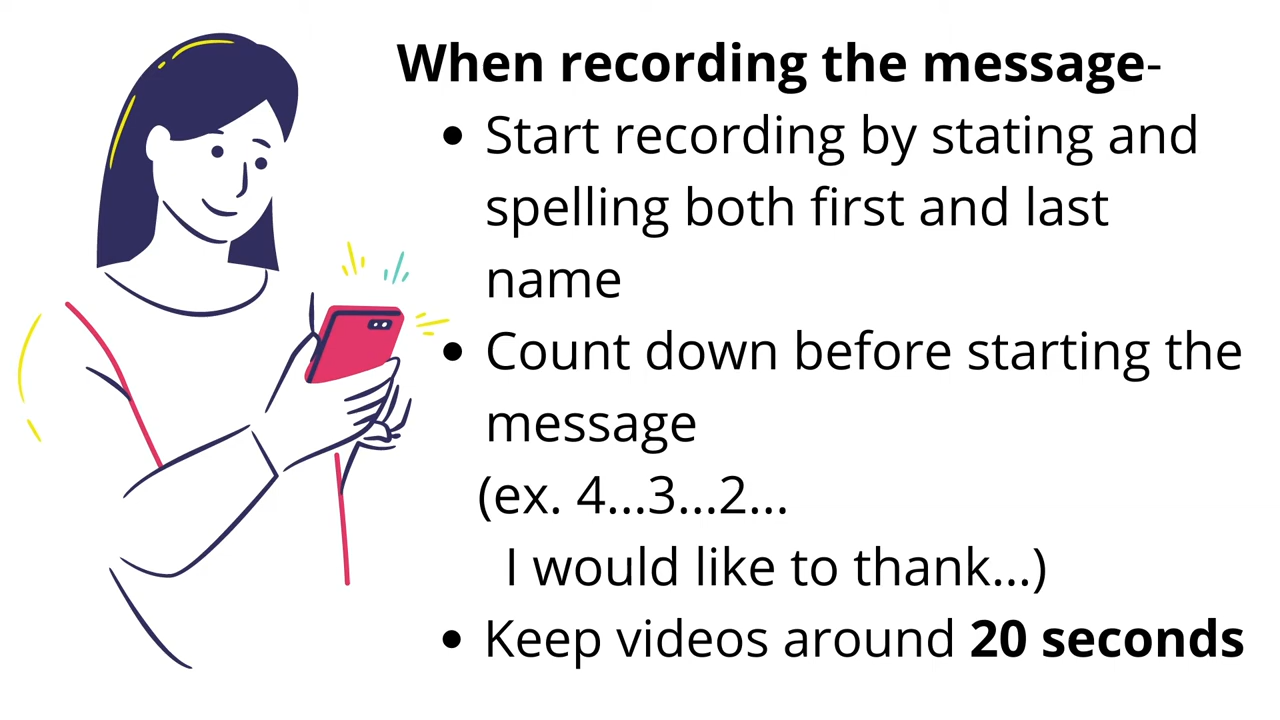 When recording the message-
• Start recording by stating and
spelling both first and last
name
• Count down before starting the
message
(ex. 4...3...2...
I would like to thank...)
• Keep videos around 20 seconds